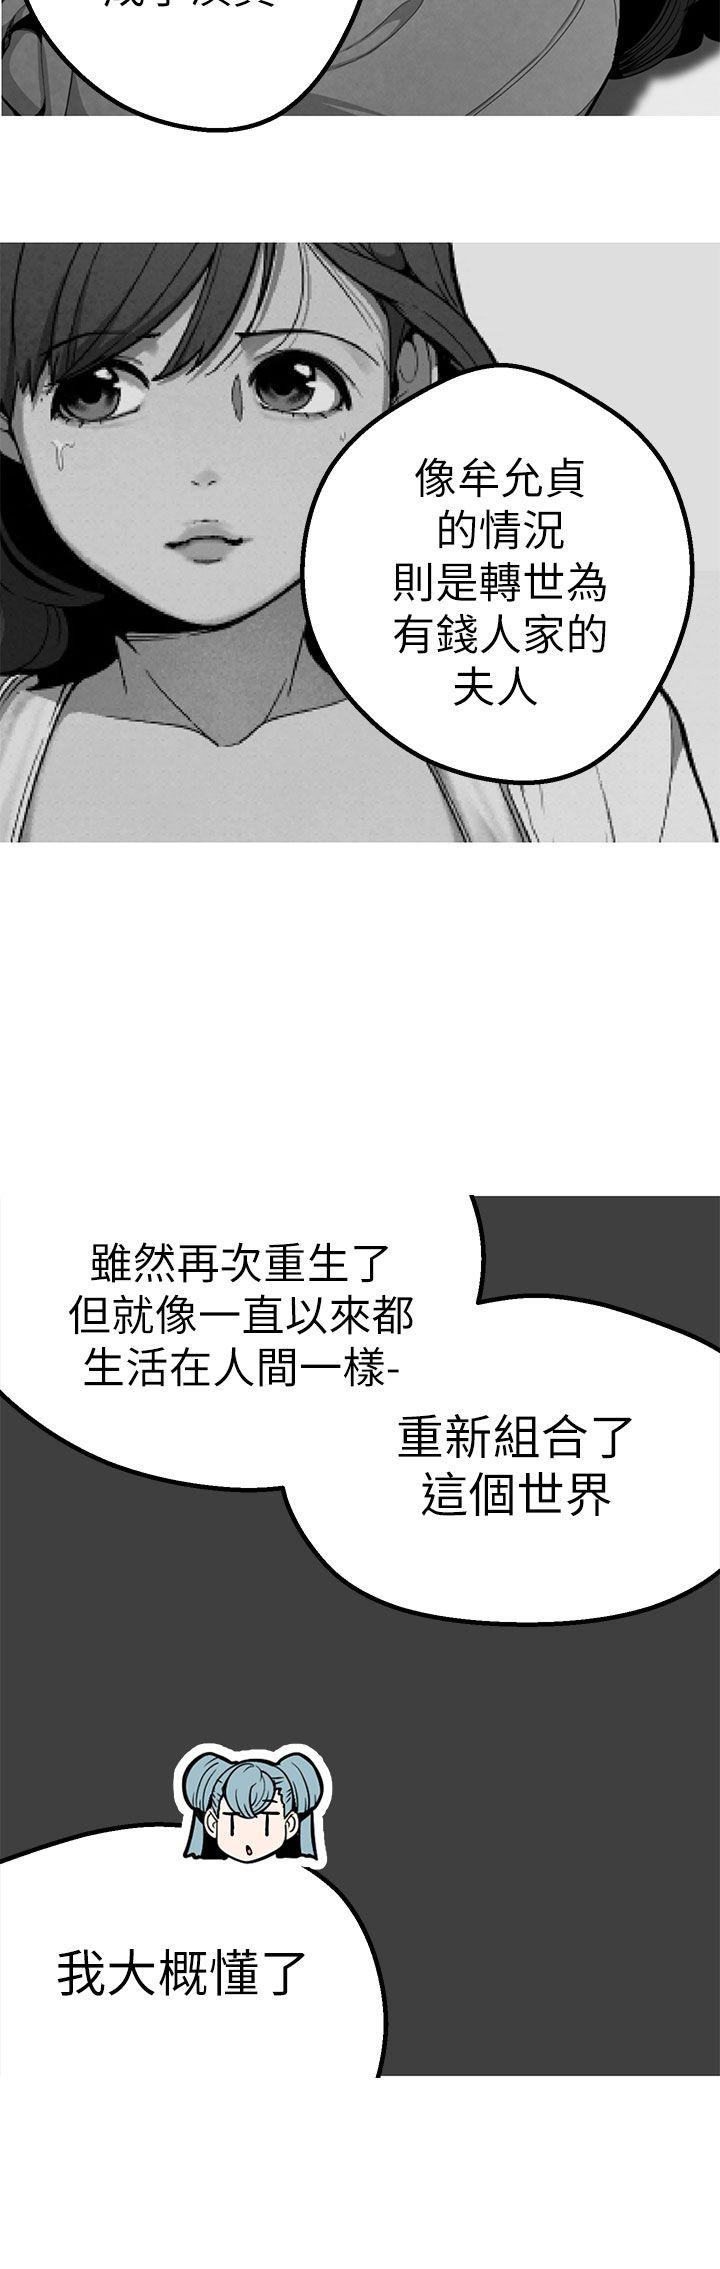 像牟允貞
的情況
則是轉世為
有錢人家的
夫人
雖然再次重生了
但就像一直以來都
生活在人間一樣-
重新組合了
這個世界
我大概懂了